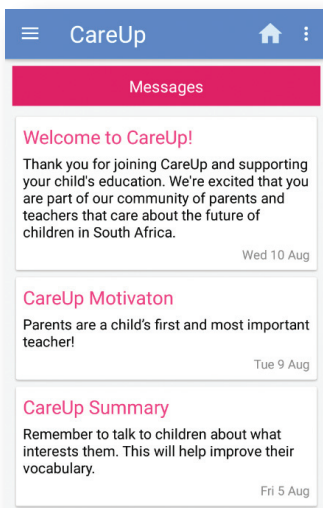 CareUp
Messages
Welcome to CareUp!
Thank you for joining CareUp and supporting
your child's education. We're excited that you
are part of our community of parents and
teachers that care about the future of
children in South Africa.
Wed 10 Aug
CareUp Motivaton
Parents are a child’s first and most important
teacher!
Tue 9 Aug
CareUp Summary
Remember to talk to children about what
interests them. This will help improve their
vocabulary.
Fri 5 Aug